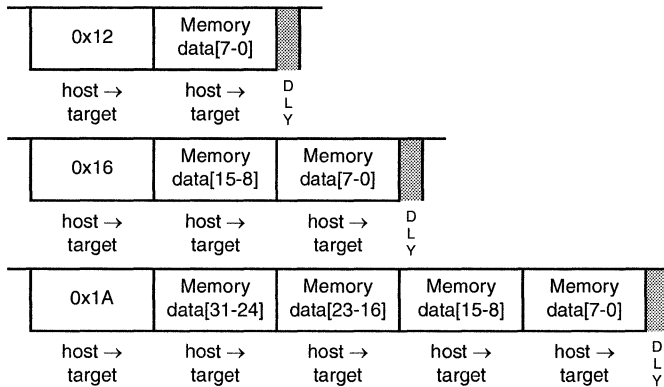 0x12 Memory
data[7-0]
host → host → D
target target L
Y
0x16 Memory Memory
data[15-8] data[7-0]
host → host → host → D
target target target L
Y
0x1A Memory Memory Memory Memory
data[31-24] data[23-16] data[15-8] data[7-0]
host → host → host → host → host → D
target target target target target L
Y